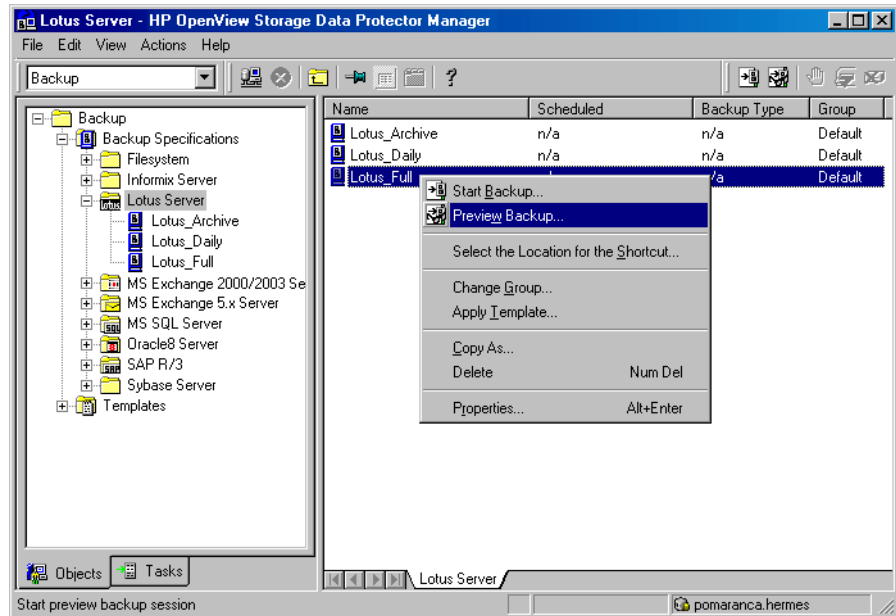 Lotus Server - HP OpenView Storage Data Protector Manager
File Edit View Actions Help
Backup
Backup
Backup Specifications
Filesystem
Informix Server
Lotus Server
Lotus_Archive
Lotus_Daily
Lotus_Full
MS Exchange 2000/2003 Se
MS Exchange 5.x Server
MS SQL Server
Oracle8 Server
SAP R/3
Sybase Server
Templates
Objects Tasks
Name Scheduled Backup Type Group
Lotus_Archive n/a n/a Default
Lotus_Daily n/a n/a Default
Lotus_Full Default
Start Backup...
Preview Backup...
Select the Location for the Shortcut...
Change Group...
Apply Template...
Copy As...
Delete Num Del
Properties... Alt+Enter
Lotus Server
Start preview backup session
pomaranca.hermes